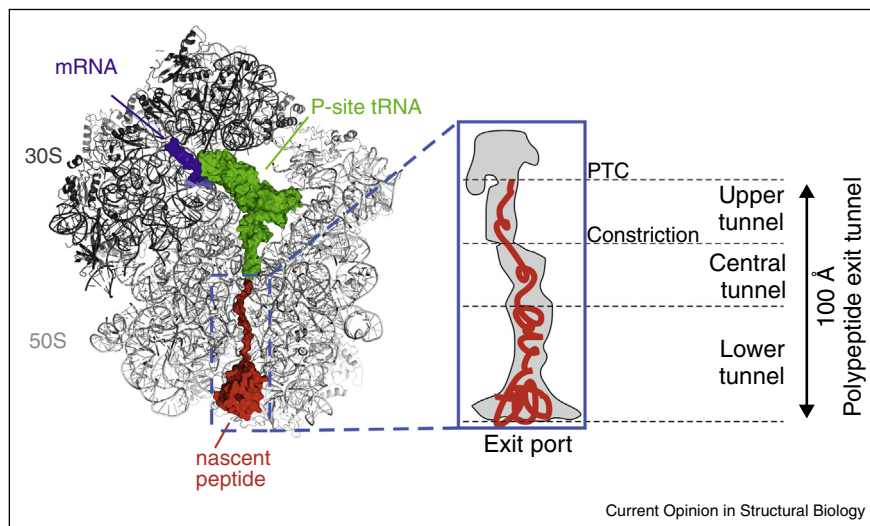 mRNA
P-site tRNA
30S
50S
nascent
peptide
PTC
Upper
tunnel
Constriction
Central
tunnel
Lower
tunnel
Exit port
100 Å
Polypeptide exit tunnel
Current Opinion in Structural Biology